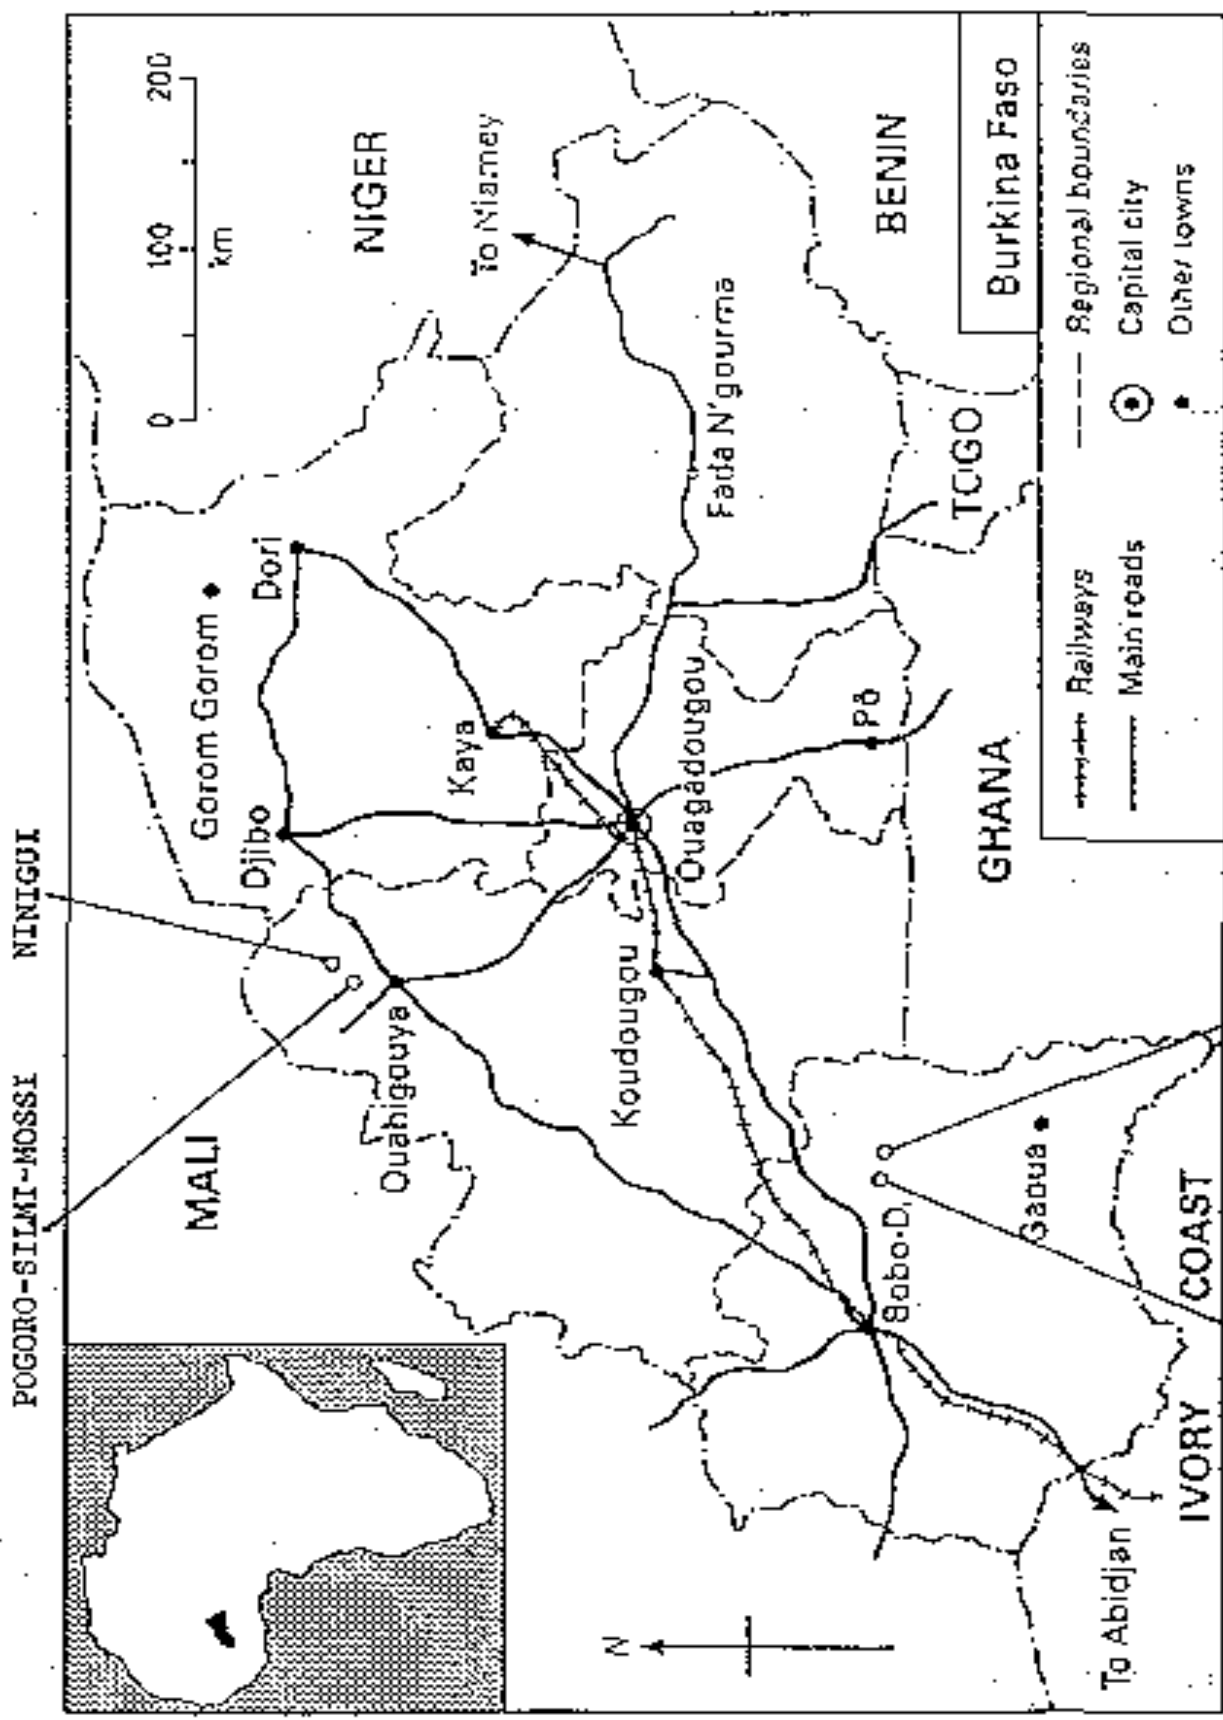 POGORO-SILMI-MOSSI
NINIGUI
0 100 200
km
MALI
NIGER
Gorom Gorom
Djibo
Dori
To Niamey
Ouahigouya
Kaya
Koudougou
Ouagadougou
Fada N'gourma
Pô
Bobo-D.
Gaoua
BENIN
TOGO
GHANA
IVORY COAST
To Abidjan
N
Burkina Faso
Railways
Regional boundaries
Main roads
Capital city
Other towns